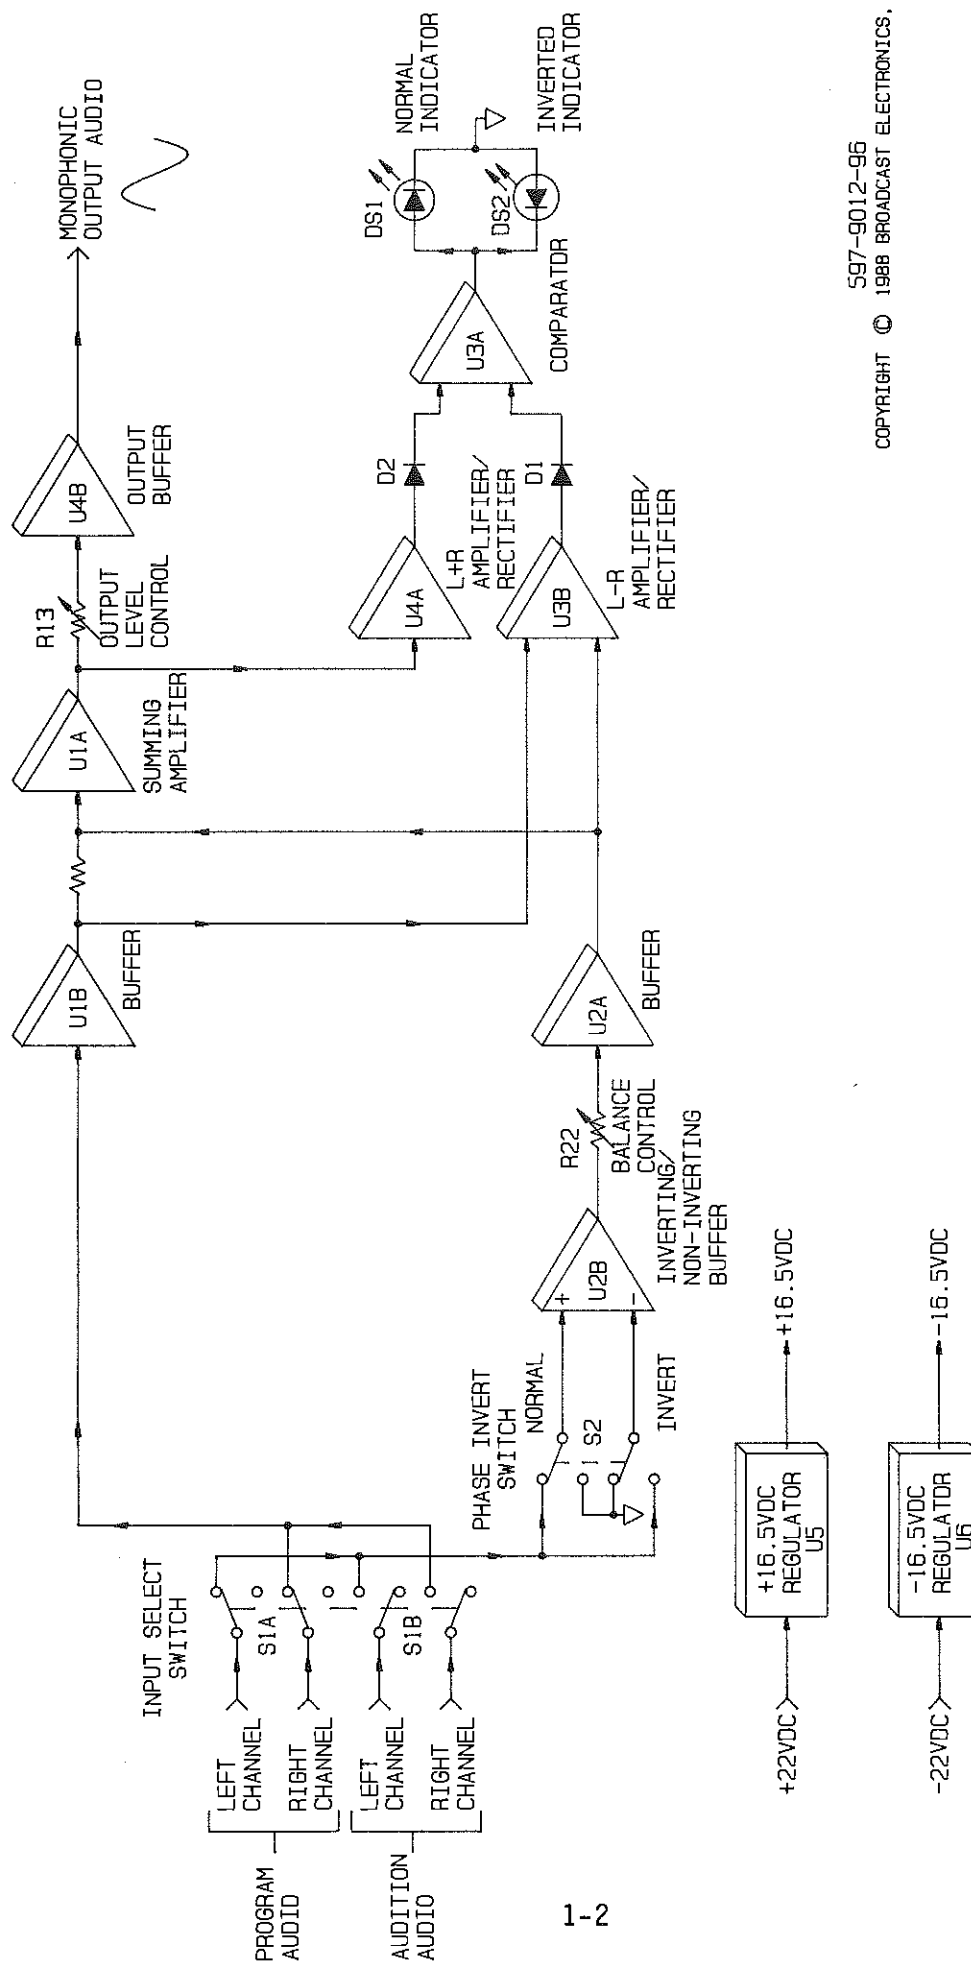 INPUT SELECT
SWITCH
PROGRAM
AUDIO
LEFT
CHANNEL
RIGHT
CHANNEL
AUDITION
AUDIO
LEFT
CHANNEL
RIGHT
CHANNEL
S1A
S1B
PHASE INVERT
SWITCH
NORMAL
S2
INVERT
U1B
BUFFER
U2B
+
-
INVERTING/
NON-INVERTING
BUFFER
R22
BALANCE
CONTROL
U2A
BUFFER
U1A
SUMMING
AMPLIFIER
R13
OUTPUT
LEVEL
CONTROL
U4B
OUTPUT
BUFFER
MONOPHONIC
OUTPUT AUDIO
U4A
L+R
AMPLIFIER/
RECTIFIER
D2
U3B
L-R
AMPLIFIER/
RECTIFIER
D1
U3A
COMPARATOR
DS1
NORMAL
INDICATOR
DS2
INVERTED
INDICATOR
+22VDC
+16.5VDC
REGULATOR
U5
+16.5VDC
-22VDC
-16.5VDC
REGULATOR
U6
-16.5VDC
597-9012-96
COPYRIGHT © 1988 BROADCAST ELECTRONICS,
1-2